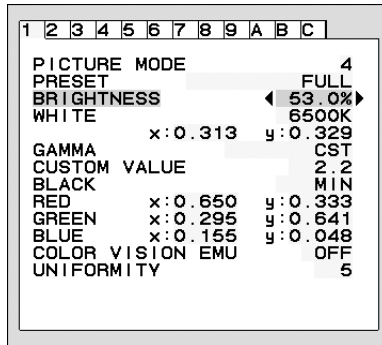 1 2 3 4 5 6 7 8 9 A B C
PICTURE MODE 4
PRESET FULL
BRIGHTNESS 53.0%
WHITE 6500K
x:0.313 y:0.329
GAMMA CST
CUSTOM VALUE 2.2
BLACK MIN
RED x:0.650 y:0.333
GREEN x:0.295 y:0.641
BLUE x:0.155 y:0.048
COLOR VISION EMU OFF
UNIFORMITY 5